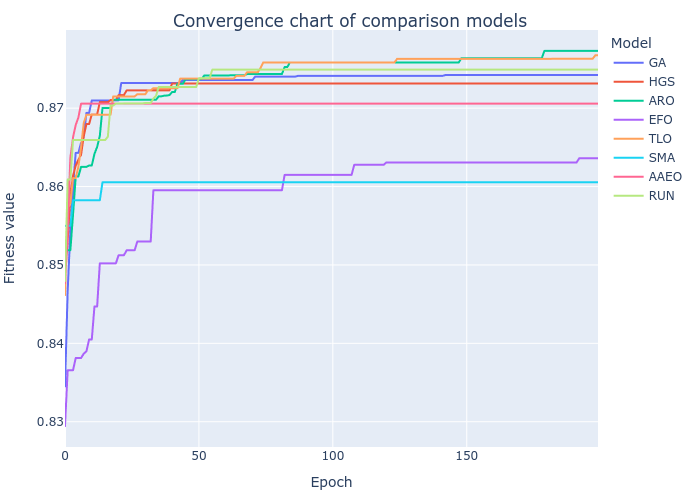 Convergence chart of comparison models
Model
GA
HGS
ARO
EFO
TLO
SMA
AAEO
RUN
Fitness value
0.87
0.86
0.85
0.84
0.83
0
50
100
150
Epoch